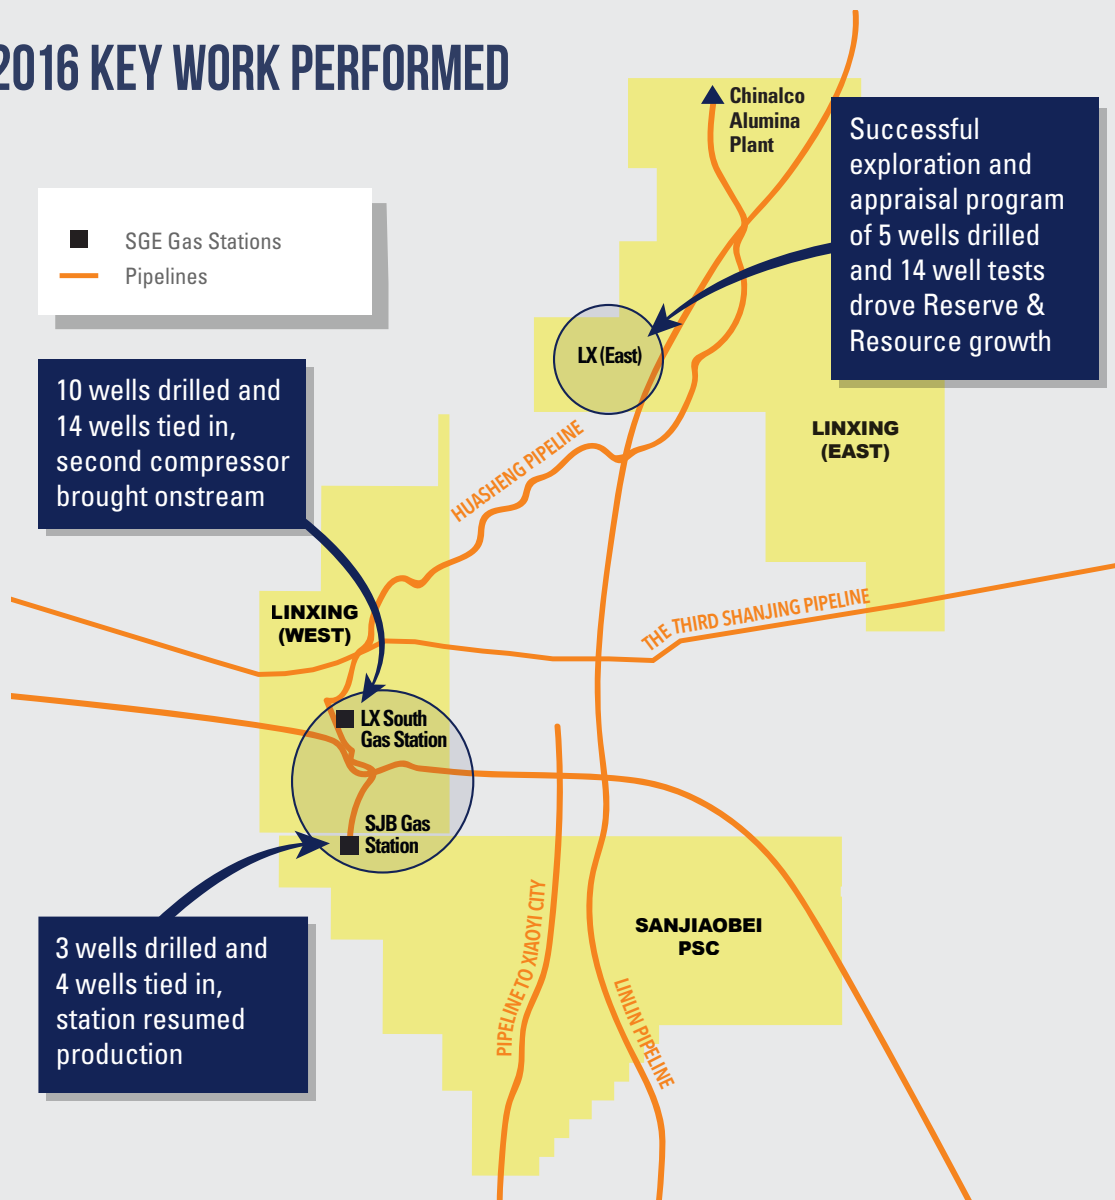 2016 KEY WORK PERFORMED
SGE Gas Stations
Pipelines
Chinalco
Alumina
Plant
Successful
exploration and
appraisal program
of 5 wells drilled
and 14 well tests
drove Reserve &
Resource growth
LX (East)
10 wells drilled and
14 wells tied in,
second compressor
brought onstream
HUASHENG PIPELINE
LINXING
(EAST)
LINXING
(WEST)
THE THIRD SHANJING PIPELINE
LX South
Gas Station
SJB Gas
Station
3 wells drilled and
4 wells tied in,
station resumed
production
PIPELINE TO XIAOYI CITY
SANJIAOBEI
PSC
LINLIN PIPELINE